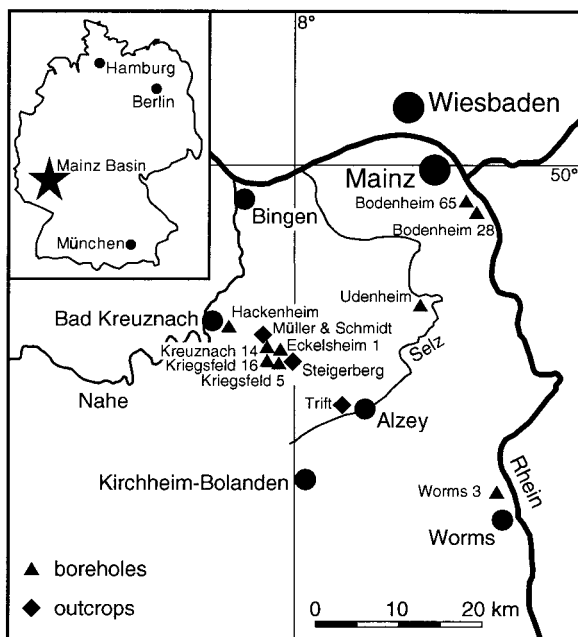 8°
Hamburg
Berlin
Mainz Basin
München
Wiesbaden
Mainz
50°
Bodenheim 65
Bodenheim 28
Bingen
Udenheim
Hackenheim
Bad Kreuznach
Müller & Schmidt
Kreuznach 14
Eckelsheim 1
Kriegsfeld 16
Steigerberg
Kriegsfeld 5
Selz
Nahe
Trift
Alzey
Kirchheim-Bolanden
Rhein
Worms 3
Worms
boreholes
outcrops
0
10
20 km